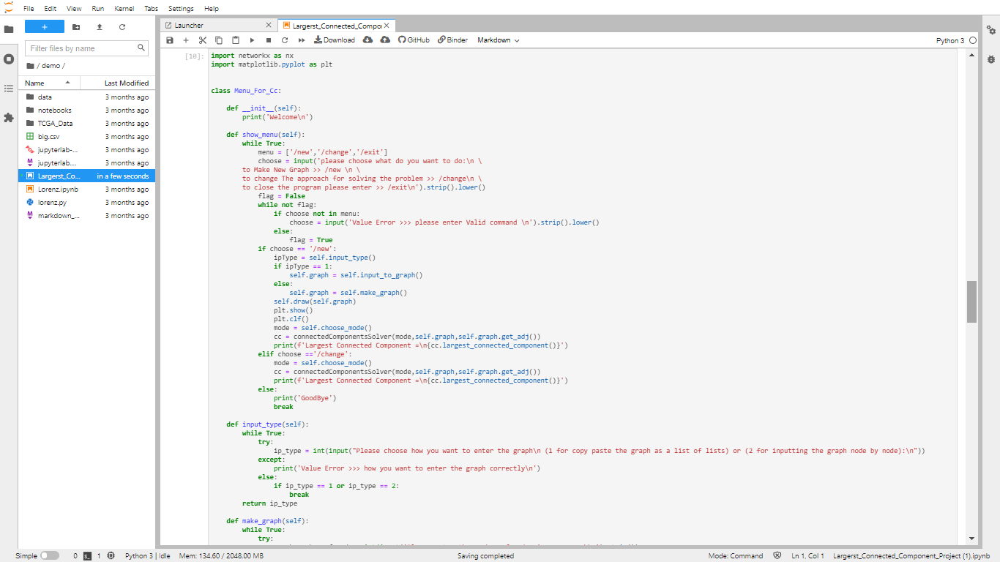 File Edit View Run Kernel Tabs Settings Help
+
Filter files by name
/ demo /
Name Last Modified
data 3 months ago
notebooks 3 months ago
TCGA_Data 3 months ago
big.csv 3 months ago
jupyterlab-... 3 months ago
jupyterlab.... 3 months ago
Largerst_Co... in a few seconds
Lorenz.ipynb 3 months ago
lorenz.py 3 months ago
markdown_... 3 months ago
Launcher
Largerst_Connected_Compo
Download GitHub Binder Markdown Python 3
[10]:
import networkx as nx
import matplotlib.pyplot as plt
class Menu_For_Cc:
def __init__(self):
print('Welcome\n')
def show_menu(self):
while True:
menu = ['/new','/change','/exit']
choose = input('please choose what do you want to do:\n \
to Make New Graph >> /new \n \
to change The approach for solving the problem >> /change\n \
to close the program please enter >> /exit\n').strip().lower()
flag = False
while not flag:
if choose not in menu:
choose = input('Value Error >>> please enter Valid command \n').strip().lower()
else:
flag = True
if choose == '/new':
ipType = self.input_type()
if ipType == 1:
self.graph = self.input_to_graph()
else:
self.graph = self.make_graph()
self.draw(self.graph)
plt.show()
plt.clf()
mode = self.choose_mode()
cc = connectedComponentsSolver(mode,self.graph,self.graph.get_adj())
print(f'Largest Connected Component =\n{cc.largest_connected_component()}')
elif choose =='/change':
mode = self.choose_mode()
cc = connectedComponentsSolver(mode,self.graph,self.graph.get_adj())
print(f'Largest Connected Component =\n{cc.largest_connected_component()}')
else:
print('GoodBye')
break
def input_type(self):
while True:
try:
ip_type = int(input("Please choose how you want to enter the graph\n (1 for copy paste the graph as a list of lists) or (2 for inputting the graph node by node):\n"))
except:
print('Value Error >>> how you want to enter the graph correctly\n')
else:
if ip_type == 1 or ip_type == 2:
break
return ip_type
def make_graph(self):
while True:
try:
Simple 0 1 Python 3 | Idle Mem: 134.60 / 2048.00 MB Saving completed Mode: Command Ln 1, Col 1 Largerst_Connected_Component_Project (1).ipynb